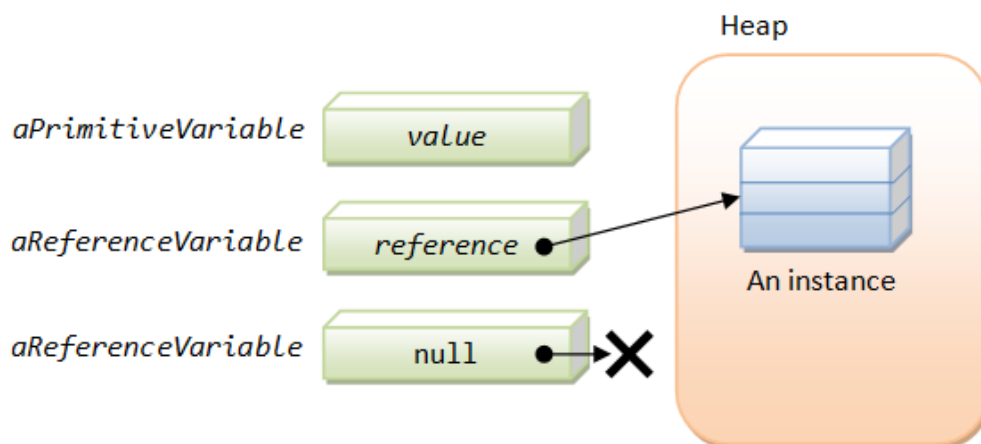 Heap
aPrimitiveVariable value
aReferenceVariable reference
An instance
aReferenceVariable null